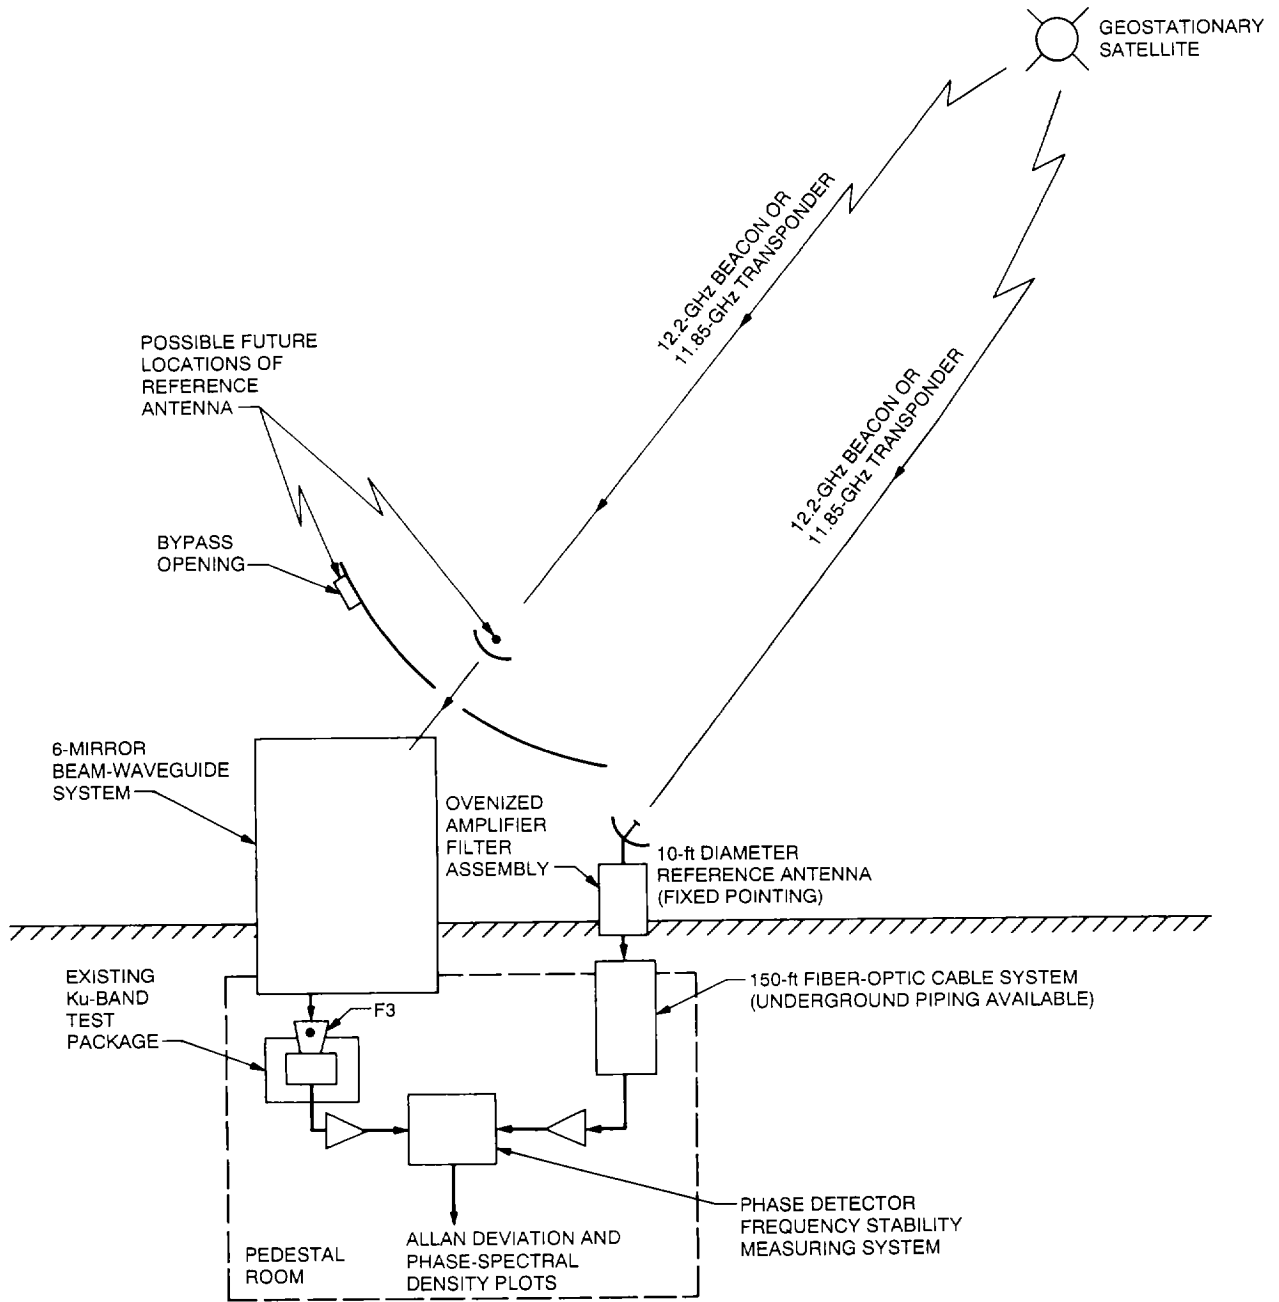 GEOSTATIONARY
SATELLITE
12.2-GHz BEACON OR
11.85-GHz TRANSPONDER
12.2-GHz BEACON OR
11.85-GHz TRANSPONDER
POSSIBLE FUTURE
LOCATIONS OF
REFERENCE
ANTENNA
BYPASS
OPENING
6-MIRROR
BEAM-WAVEGUIDE
SYSTEM
OVENIZED
AMPLIFIER
FILTER
ASSEMBLY
10-ft DIAMETER
REFERENCE ANTENNA
(FIXED POINTING)
EXISTING
Ku-BAND
TEST
PACKAGE
F3
150-ft FIBER-OPTIC CABLE SYSTEM
(UNDERGROUND PIPING AVAILABLE)
PHASE DETECTOR
FREQUENCY STABILITY
MEASURING SYSTEM
ALLAN DEVIATION AND
PHASE-SPECTRAL
DENSITY PLOTS
PEDESTAL
ROOM